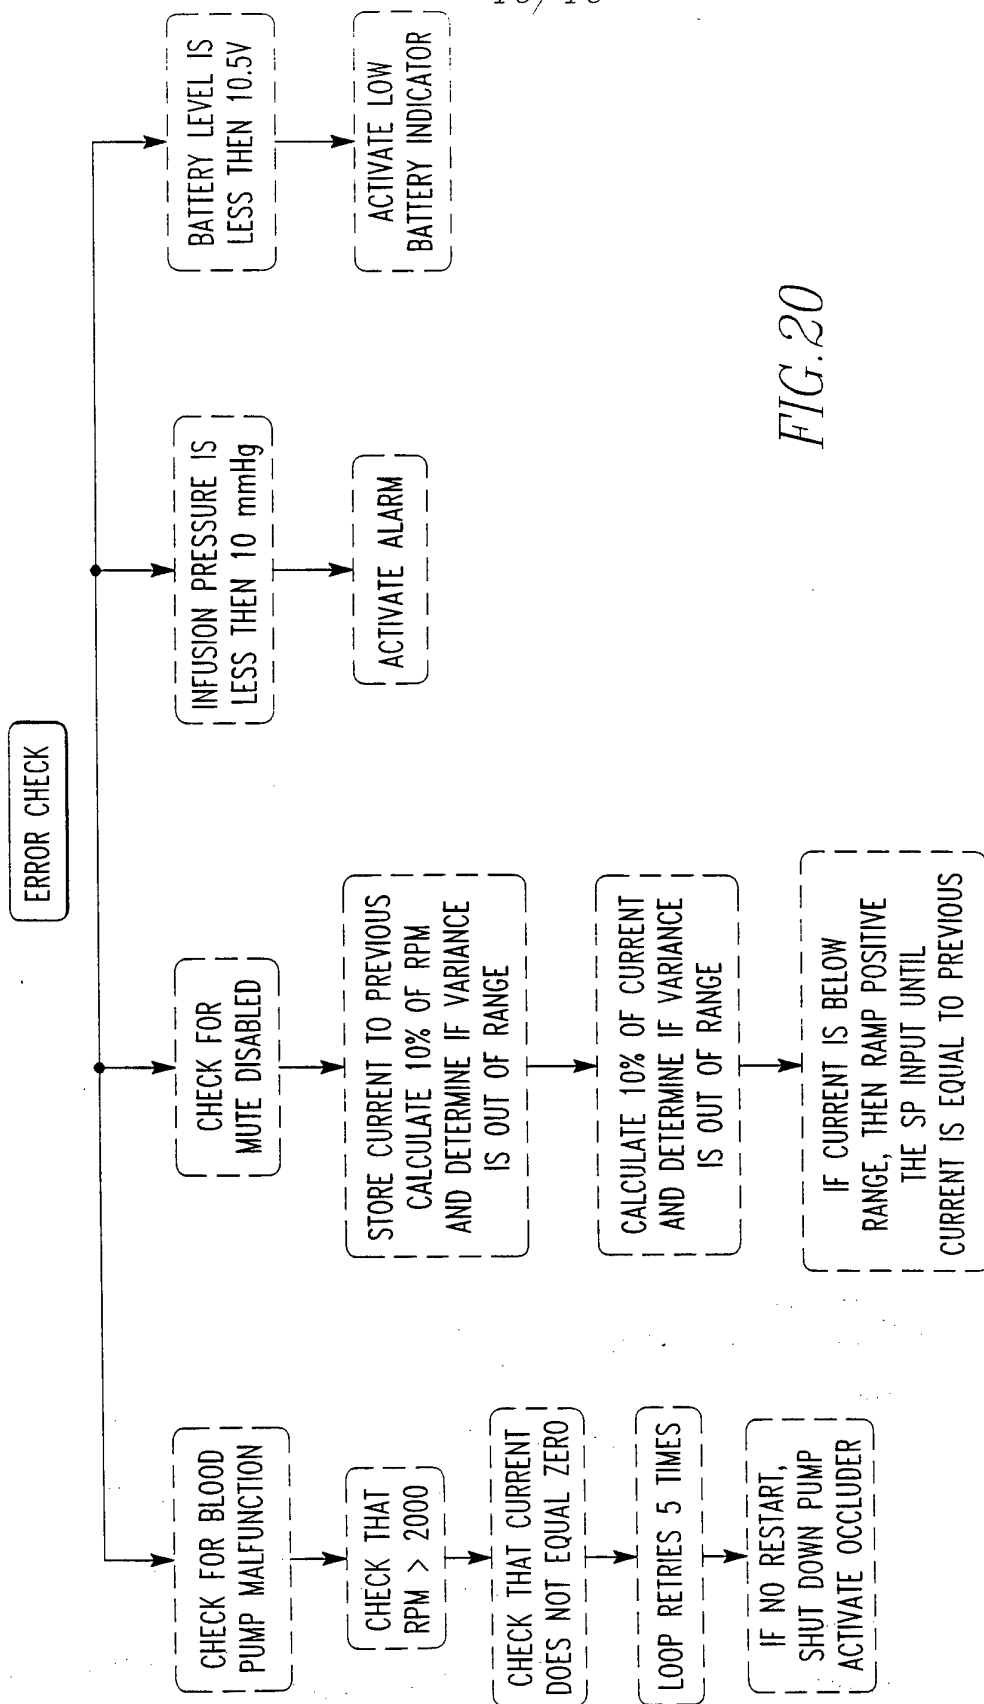 ERROR CHECK
CHECK FOR BLOOD
PUMP MALFUNCTION
CHECK THAT
RPM > 2000
CHECK THAT CURRENT
DOES NOT EQUAL ZERO
LOOP RETRIES 5 TIMES
IF NO RESTART,
SHUT DOWN PUMP
ACTIVATE OCCLUDER
CHECK FOR
MUTE DISABLED
STORE CURRENT TO PREVIOUS
CALCULATE 10% OF RPM
AND DETERMINE IF VARIANCE
IS OUT OF RANGE
CALCULATE 10% OF CURRENT
AND DETERMINE IF VARIANCE
IS OUT OF RANGE
IF CURRENT IS BELOW
RANGE, THEN RAMP POSITIVE
THE SP INPUT UNTIL
CURRENT IS EQUAL TO PREVIOUS
INFUSION PRESSURE IS
LESS THEN 10 mmHg
ACTIVATE ALARM
BATTERY LEVEL IS
LESS THEN 10.5V
ACTIVATE LOW
BATTERY INDICATOR
FIG.20